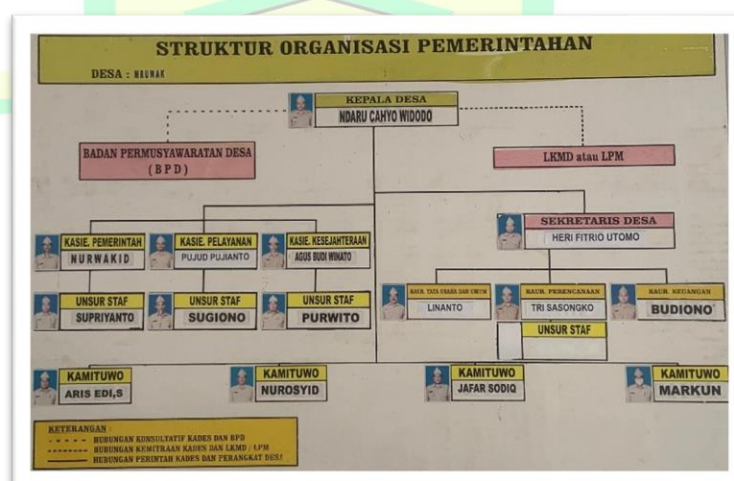 STRUKTUR ORGANISASI PEMERINTAHAN
DESA :
KEPALA DESA
NDARU CAHYO WIDODO
BADAN PERMUSYAWARATAN DESA
(BPD)
LKMD atau LPM
SEKRETARIS DESA
HERI FITRIO UTOMO
KASIE. PEMERINTAH
NURWAKID
KASIE. PELAYANAN
PUJUD PUJIANTO
KASIE. KESEJAHTERAAN
AGUS BUDI WINATO
KAUR. TATA USAHA DAN UMUM
LINANTO
KAUR. PERENCANAAN
TRI SASONGKO
KAUR. KEUANGAN
BUDIONO
UNSUR STAF
SUPRIYANTO
UNSUR STAF
SUGIONO
UNSUR STAF
PURWITO
UNSUR STAF
KAMITUWO
ARIS EDI,S
KAMITUWO
NUROSYID
KAMITUWO
JAFAR SODIQ
KAMITUWO
MARKUN
KETERANGAN :
HUBUNGAN KONSULTATIF KADES DAN BPD
HUBUNGAN KEMITRAAN KADES DAN LKMD / LPM
HUBUNGAN PERINTAH KADES DAN PERANGKAT DESA